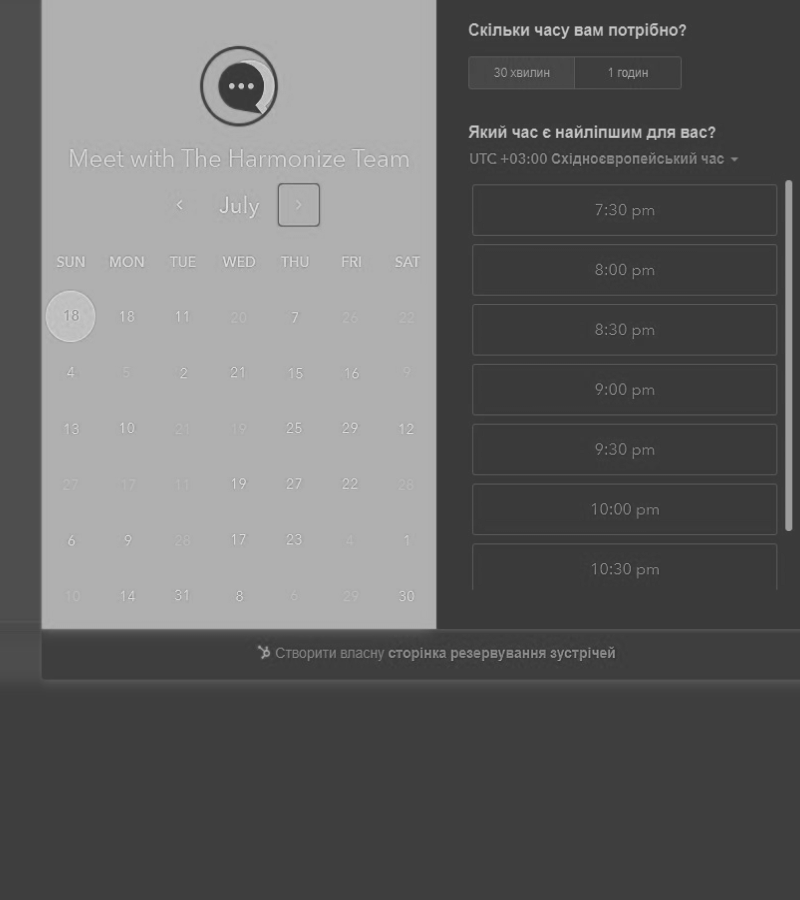 Meet with The Harmonize Team
July
SUN MON TUE WED THU FRI SAT
18 18 11 20 7 26 22
4 5 2 21 15 16 9
13 10 21 19 25 29 12
27 17 11 19 27 22 28
6 9 28 17 23 4 1
10 14 31 8 6 29 30
Скільки часу вам потрібно?
30 хвилин 1 годин
Який час є найліпшим для вас?
UTC +03:00 Східноєвропейський час
7:30 pm
8:00 pm
8:30 pm
9:00 pm
9:30 pm
10:00 pm
10:30 pm
Створити власну сторінка резервування зустрічей